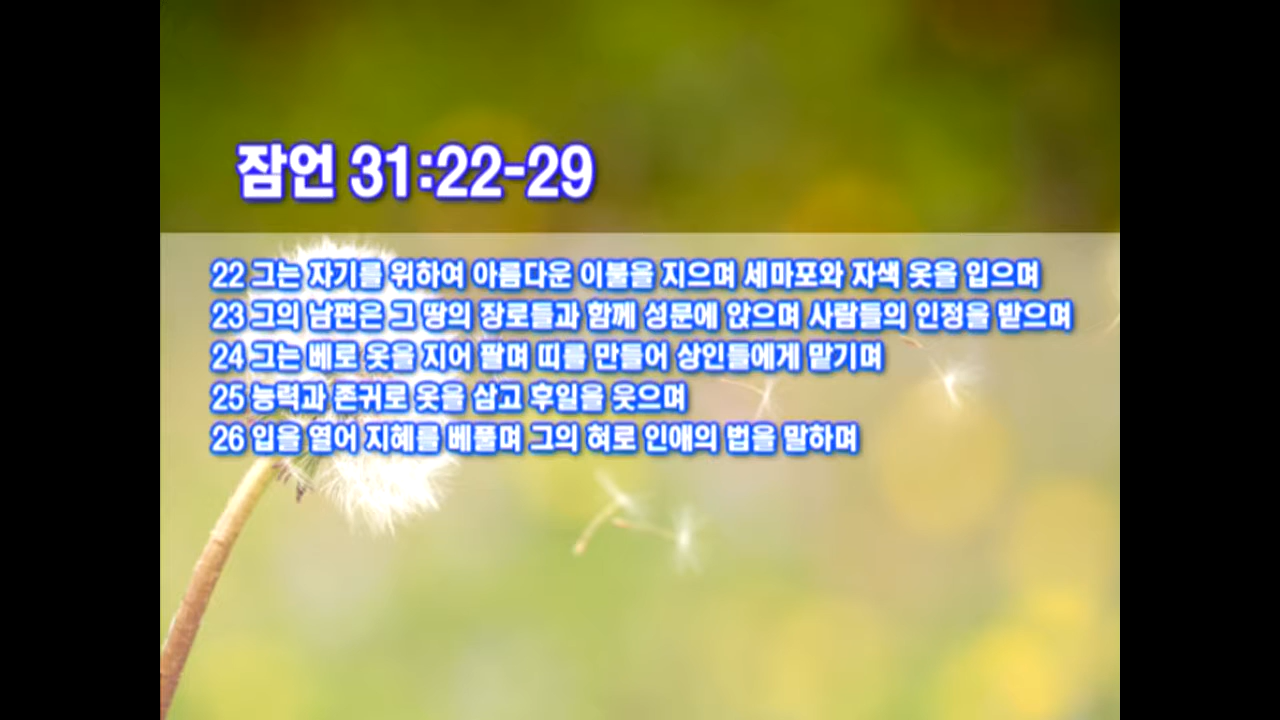 잠언 31:22-29
22 그는 자기를 위하여 아름다운 이불을 지으며 세마포와 자색 옷을 입으며
23 그의 남편은 그 땅의 장로들과 함께 성문에 앉으며 사람들의 인정을 받으며
24 그는 베로 옷을 지어 팔며 띠를 만들어 상인들에게 맡기며
25 능력과 존귀로 옷을 삼고 후일을 웃으며
26 입을 열어 지혜를 베풀며 그의 혀로 인애의 법을 말하며